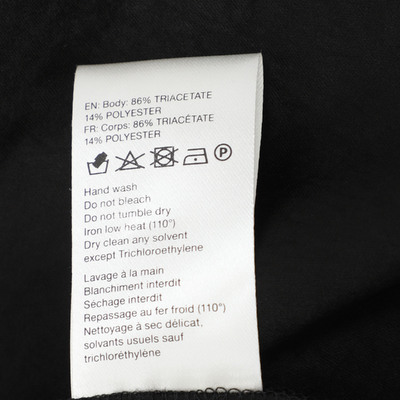 EN: Body: 86% TRIACETATE
14% POLYESTER
FR: Corps: 86% TRIACÉTATE
14% POLYESTER
P
Hand wash
Do not bleach
Do not tumble dry
Iron low heat (110°)
Dry clean any solvent
except Trichloroethylene
Lavage à la main
Blanchiment interdit
Séchage interdit
Repassage au fer froid (110°)
Nettoyage à sec délicat,
solvants usuels sauf
trichloréthylène